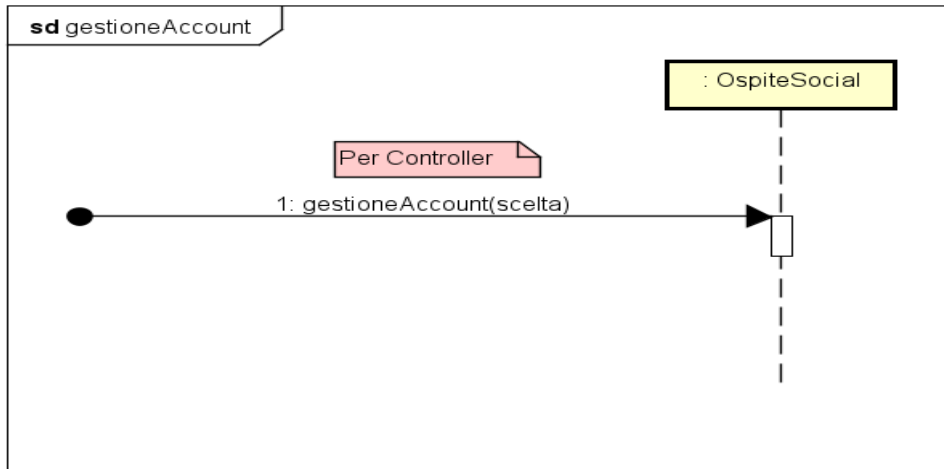 sd gestioneAccount
: OspiteSocial
Per Controller
1: gestioneAccount(scelta)